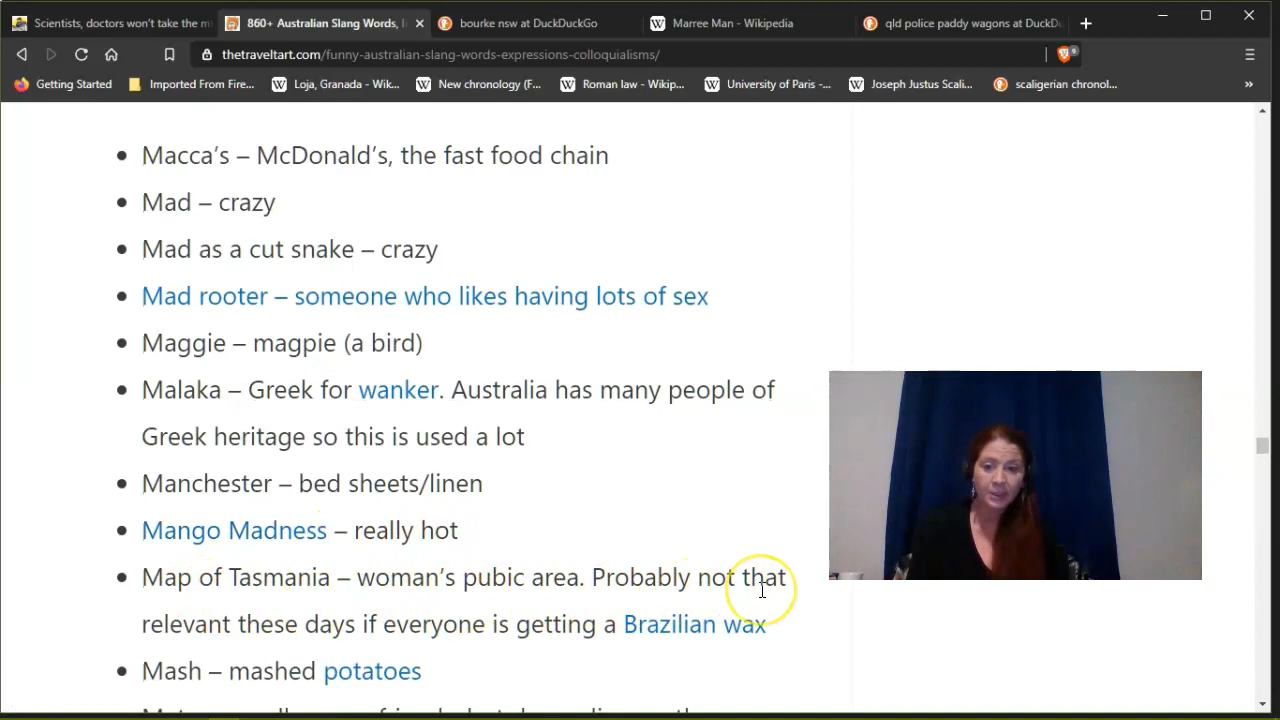 Scientists, doctors won't take the m
860+ Australian Slang Words, I
bourke nsw at DuckDuckGo
Marree Man - Wikipedia
qld police paddy wagons at DuckDu
thetraveltart.com/funny-australian-slang-words-expressions-colloquialisms/
Getting Started
Imported From Fire...
Loja, Granada - Wik...
New chronology (F...
Roman law - Wikip...
University of Paris -...
Joseph Justus Scali...
scaligerian chronol...
Macca's – McDonald's, the fast food chain
Mad – crazy
Mad as a cut snake – crazy
Mad rooter – someone who likes having lots of sex
Maggie – magpie (a bird)
Malaka – Greek for wanker. Australia has many people of
Greek heritage so this is used a lot
Manchester – bed sheets/linen
Mango Madness – really hot
Map of Tasmania – woman's pubic area. Probably not that
relevant these days if everyone is getting a Brazilian wax
Mash – mashed potatoes